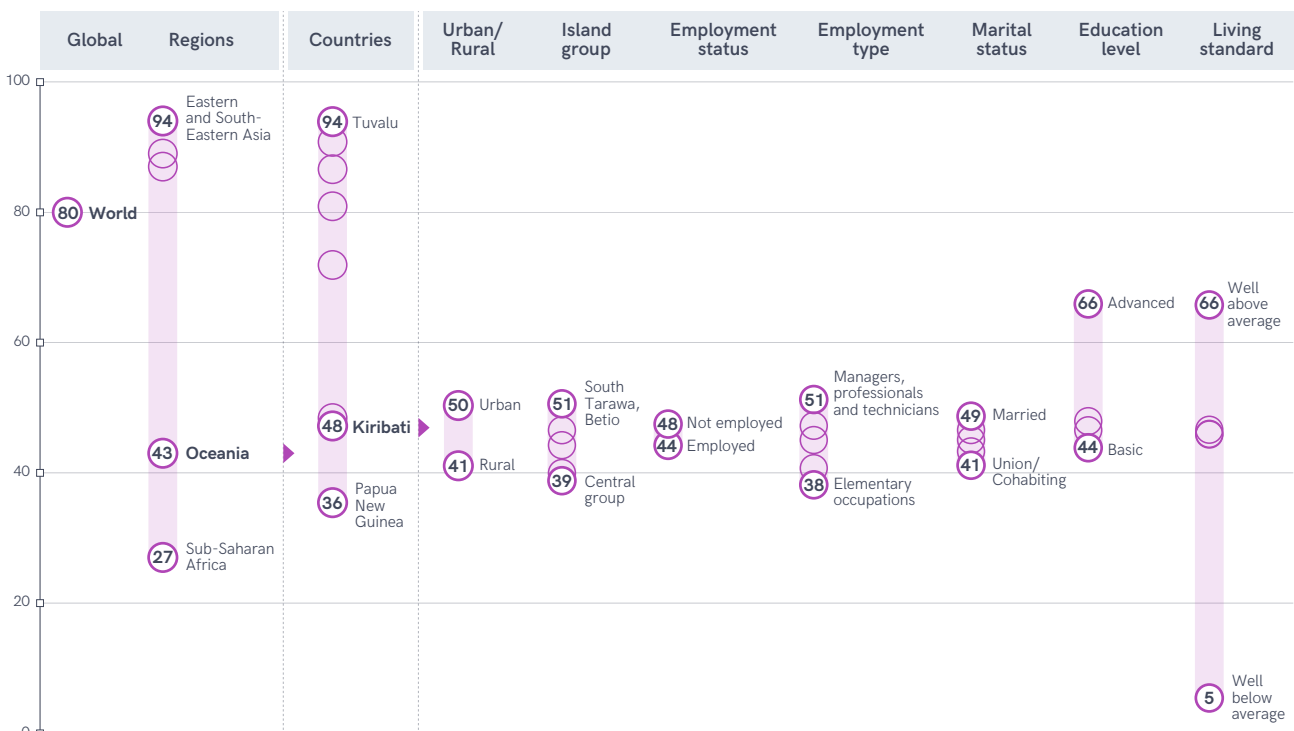 Global
Regions
Countries
Urban/
Rural
Island
group
Employment
status
Employment
type
Marital
status
Education
level
Living
standard
100
80
60
40
20
0
80 World
94
Eastern
and South-
Eastern Asia
43 Oceania
27
Sub-Saharan
Africa
94 Tuvalu
48 Kiribati
36
Papua
New
Guinea
50 Urban
41 Rural
51
South
Tarawa,
Betio
39
Central
group
48 Not employed
44 Employed
51
Managers,
professionals
and technicians
38
Elementary
occupations
49 Married
41
Union/
Cohabiting
66 Advanced
44 Basic
66
Well
above
average
5
Well
below
average